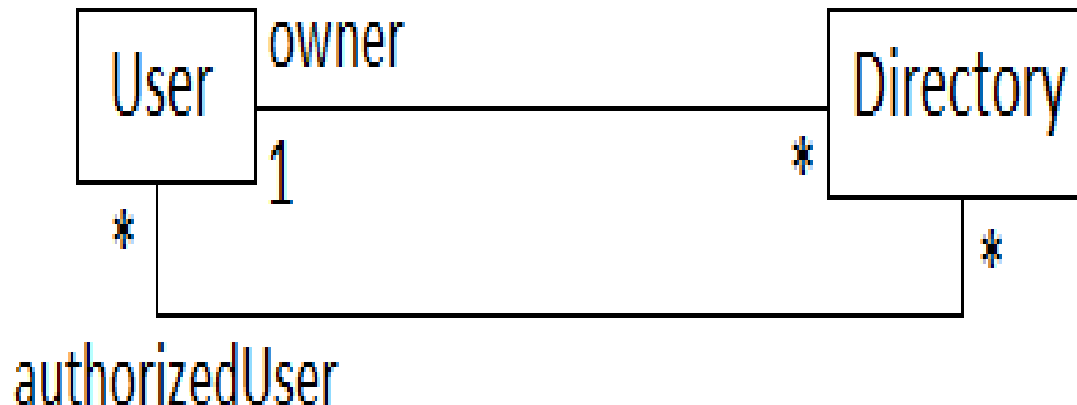 owner
User
Directory
1
*
*
*
authorizedUser